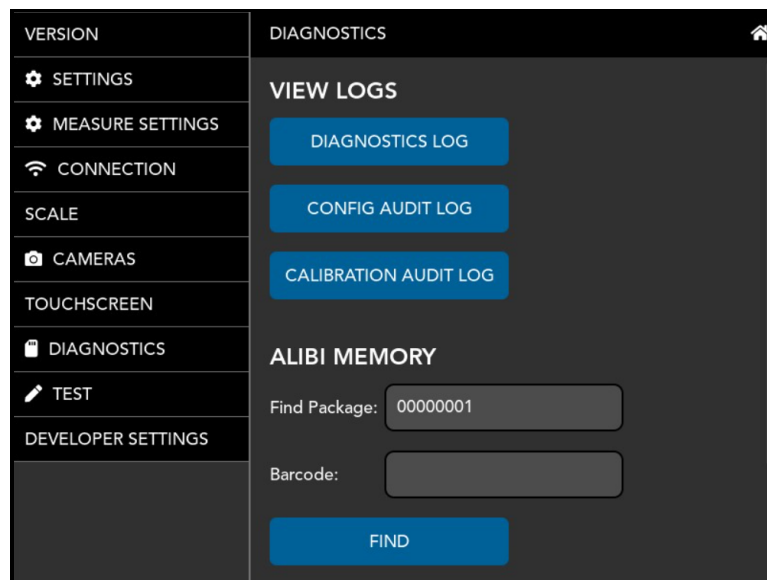 VERSION
SETTINGS
MEASURE SETTINGS
CONNECTION
SCALE
CAMERAS
TOUCHSCREEN
DIAGNOSTICS
TEST
DEVELOPER SETTINGS
DIAGNOSTICS
VIEW LOGS
DIAGNOSTICS LOG
CONFIG AUDIT LOG
CALIBRATION AUDIT LOG
ALIBI MEMORY
Find Package: 00000001
Barcode:
FIND